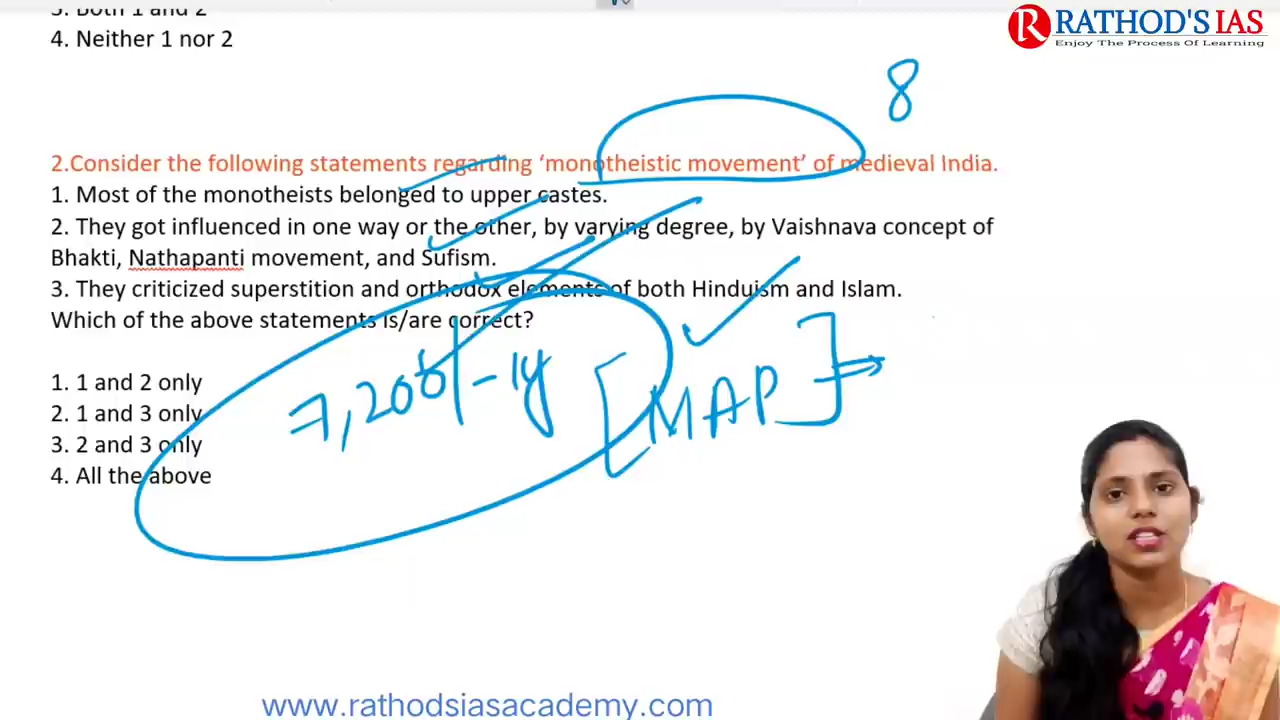 3. Both 1 and 2
4. Neither 1 nor 2
RATHOD'S IAS
Enjoy The Process Of Learning
8
2.Consider the following statements regarding ‘monotheistic movement’ of medieval India.
1. Most of the monotheists belonged to upper castes.
2. They got influenced in one way or the other, by varying degree, by Vaishnava concept of
Bhakti, Nathapanti movement, and Sufism.
3. They criticized superstition and orthodox elements of both Hinduism and Islam.
Which of the above statements is/are correct?
1. 1 and 2 only
2. 1 and 3 only
3. 2 and 3 only
4. All the above
7,200/-1y
[MAP]
www.rathodsiasacademy.com